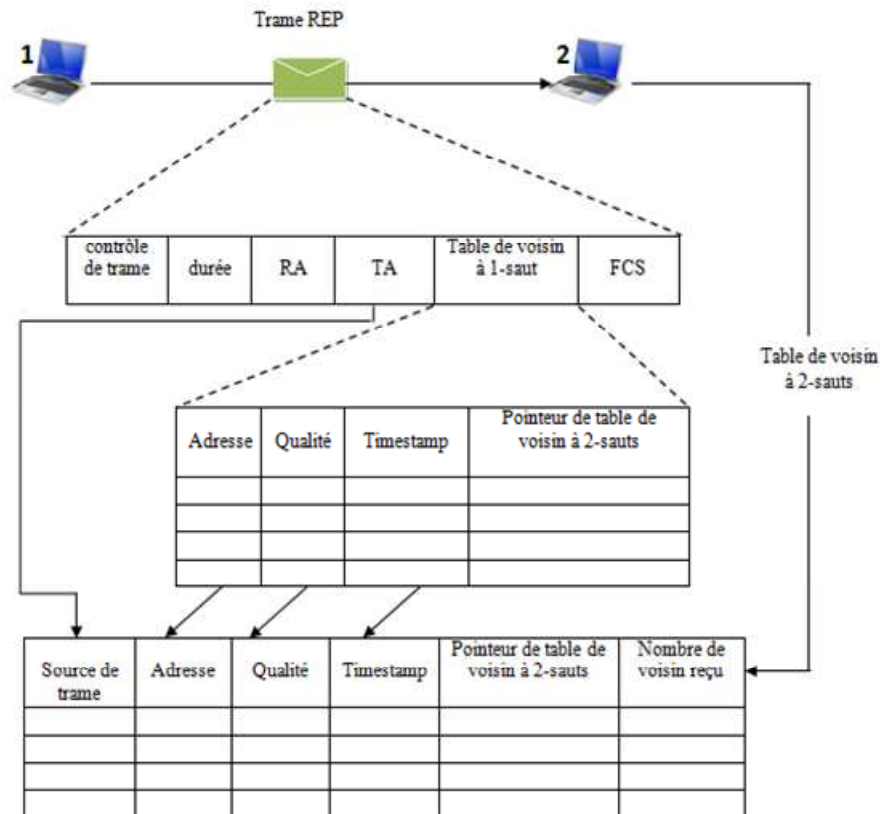 Trame REP
1
2
contrôle
de trame
durée
RA
TA
Table de voisin
à 1-saut
FCS
Table de voisin
à 2-sauts
Adresse
Qualité
Timestamp
Pointeur de table de
voisin à 2-sauts
Source de
trame
Adresse
Qualité
Timestamp
Pointeur de table de
voisin à 2-sauts
Nombre de
voisin reçu